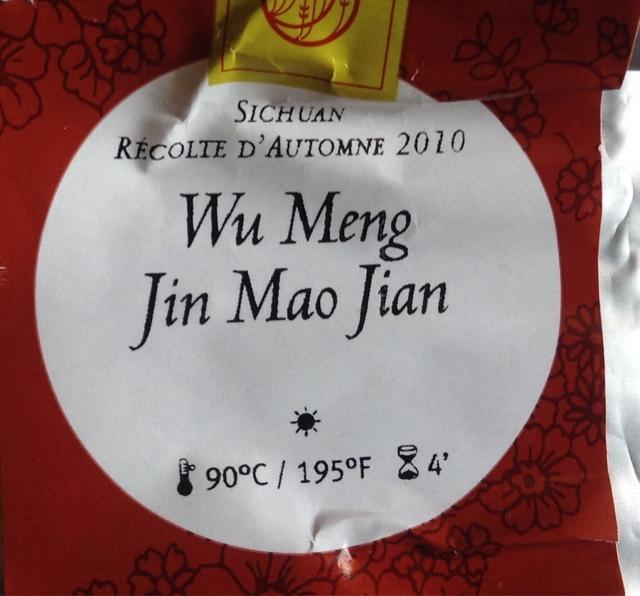 Sichuan
Récolte d'Automne 2010
Wu Meng
Jin Mao Jian
90°C / 195°F 4'